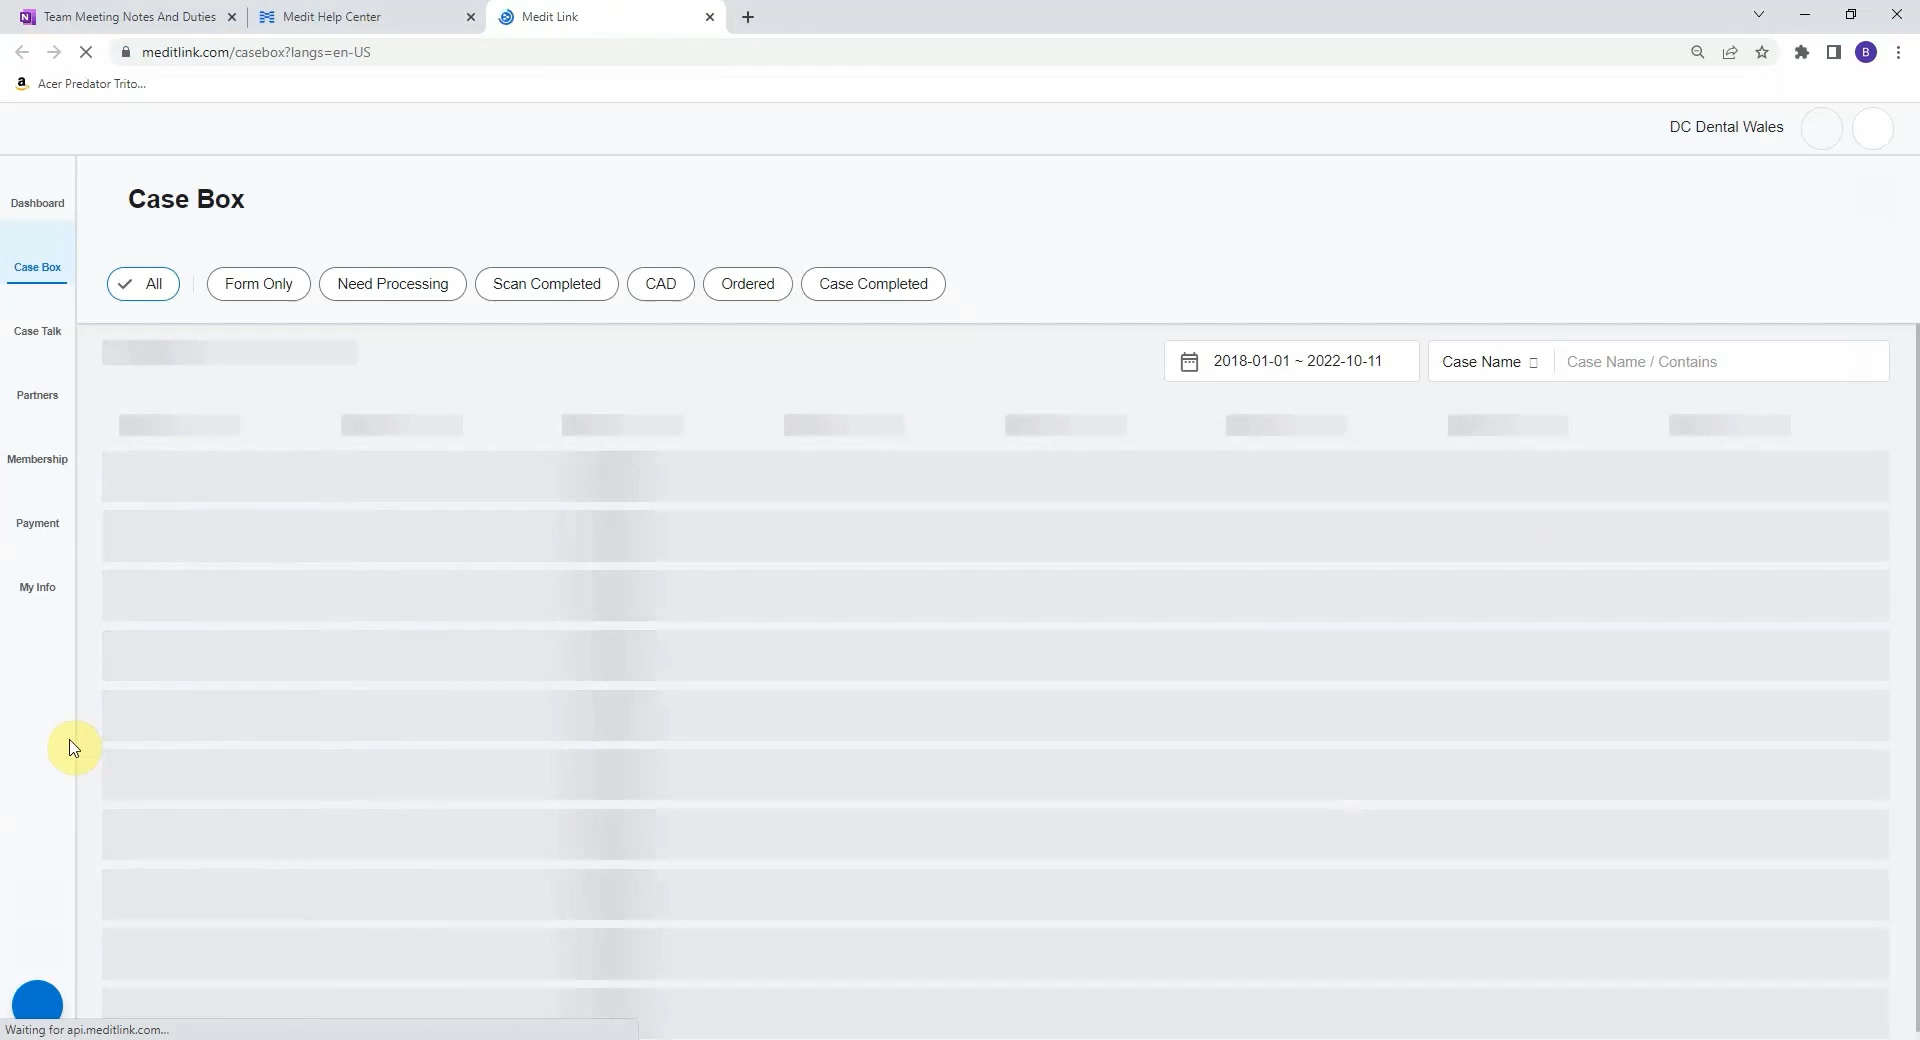 Team Meeting Notes And Duties
Medit Help Center
Medit Link
meditlink.com/casebox?langs=en-US
B
Acer Predator Trito...
DC Dental Wales
Case Box
Dashboard
Case Box
Case Talk
Partners
Membership
Payment
My Info
All
Form Only
Need Processing
Scan Completed
CAD
Ordered
Case Completed
2018-01-01 ~ 2022-10-11
Case Name
Case Name / Contains
Waiting for api.meditlink.com...